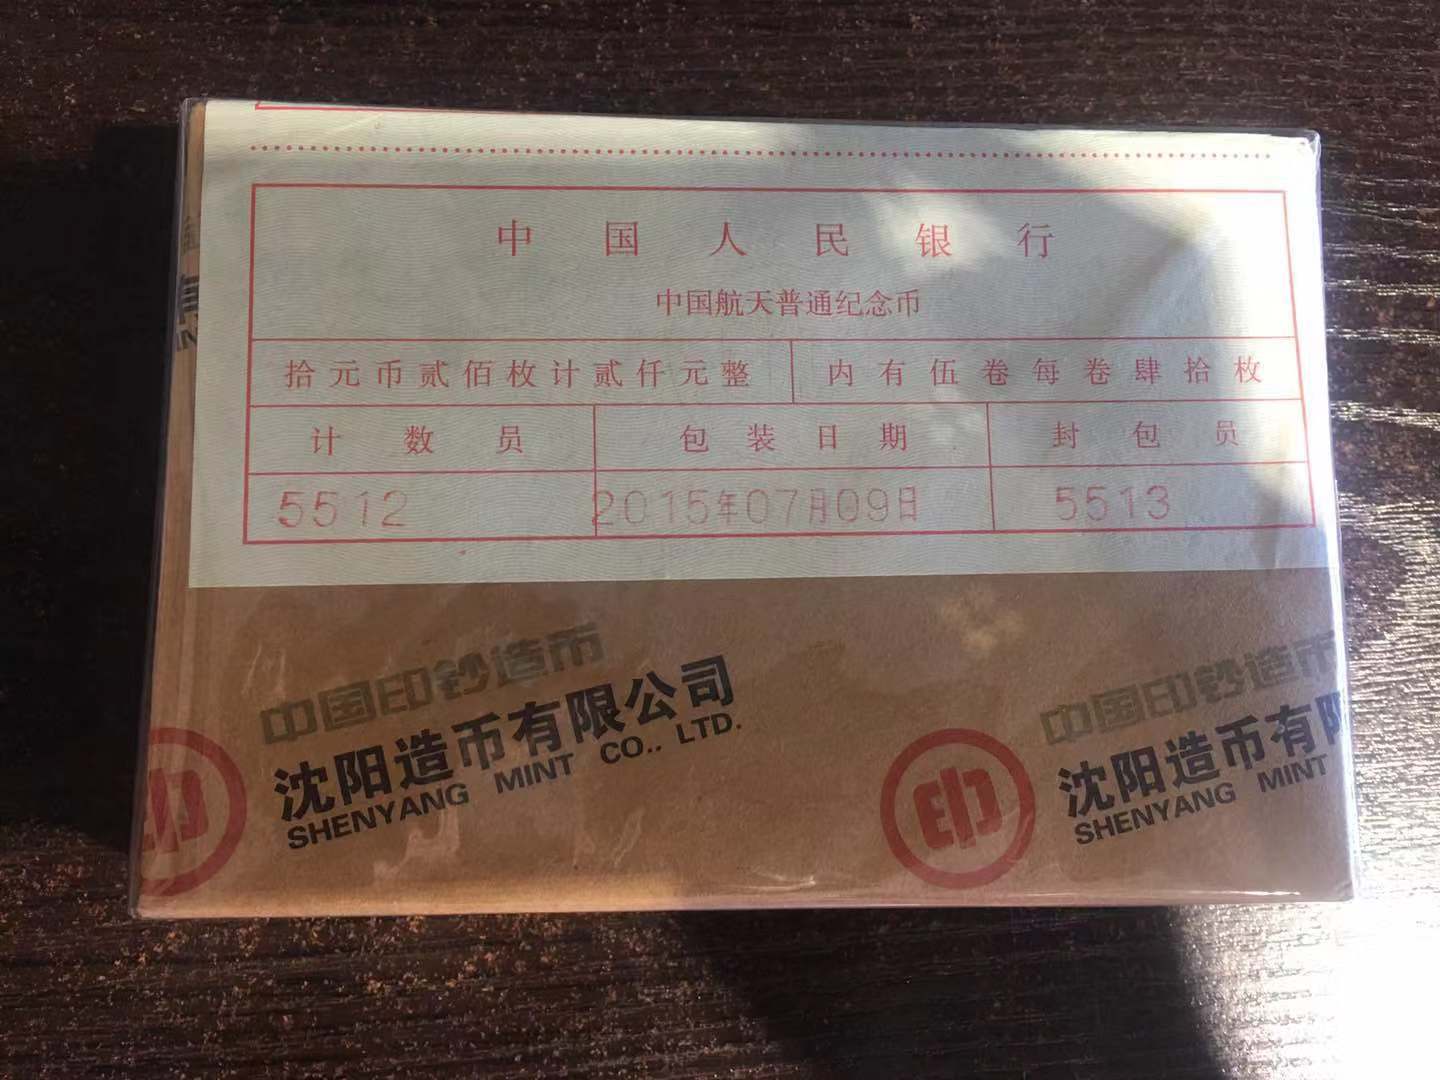 中国人民银行
中国航天普通纪念币
拾元币贰佰枚计贰仟元整 内有伍卷每卷肆拾枚
计数员 包装日期 封包员
5512 2015年07月09日 5513
中国印钞造币
沈阳造币有限公司
SHENYANG MINT CO., LTD.
中国印钞造币
沈阳造币有限
SHENYANG MINT